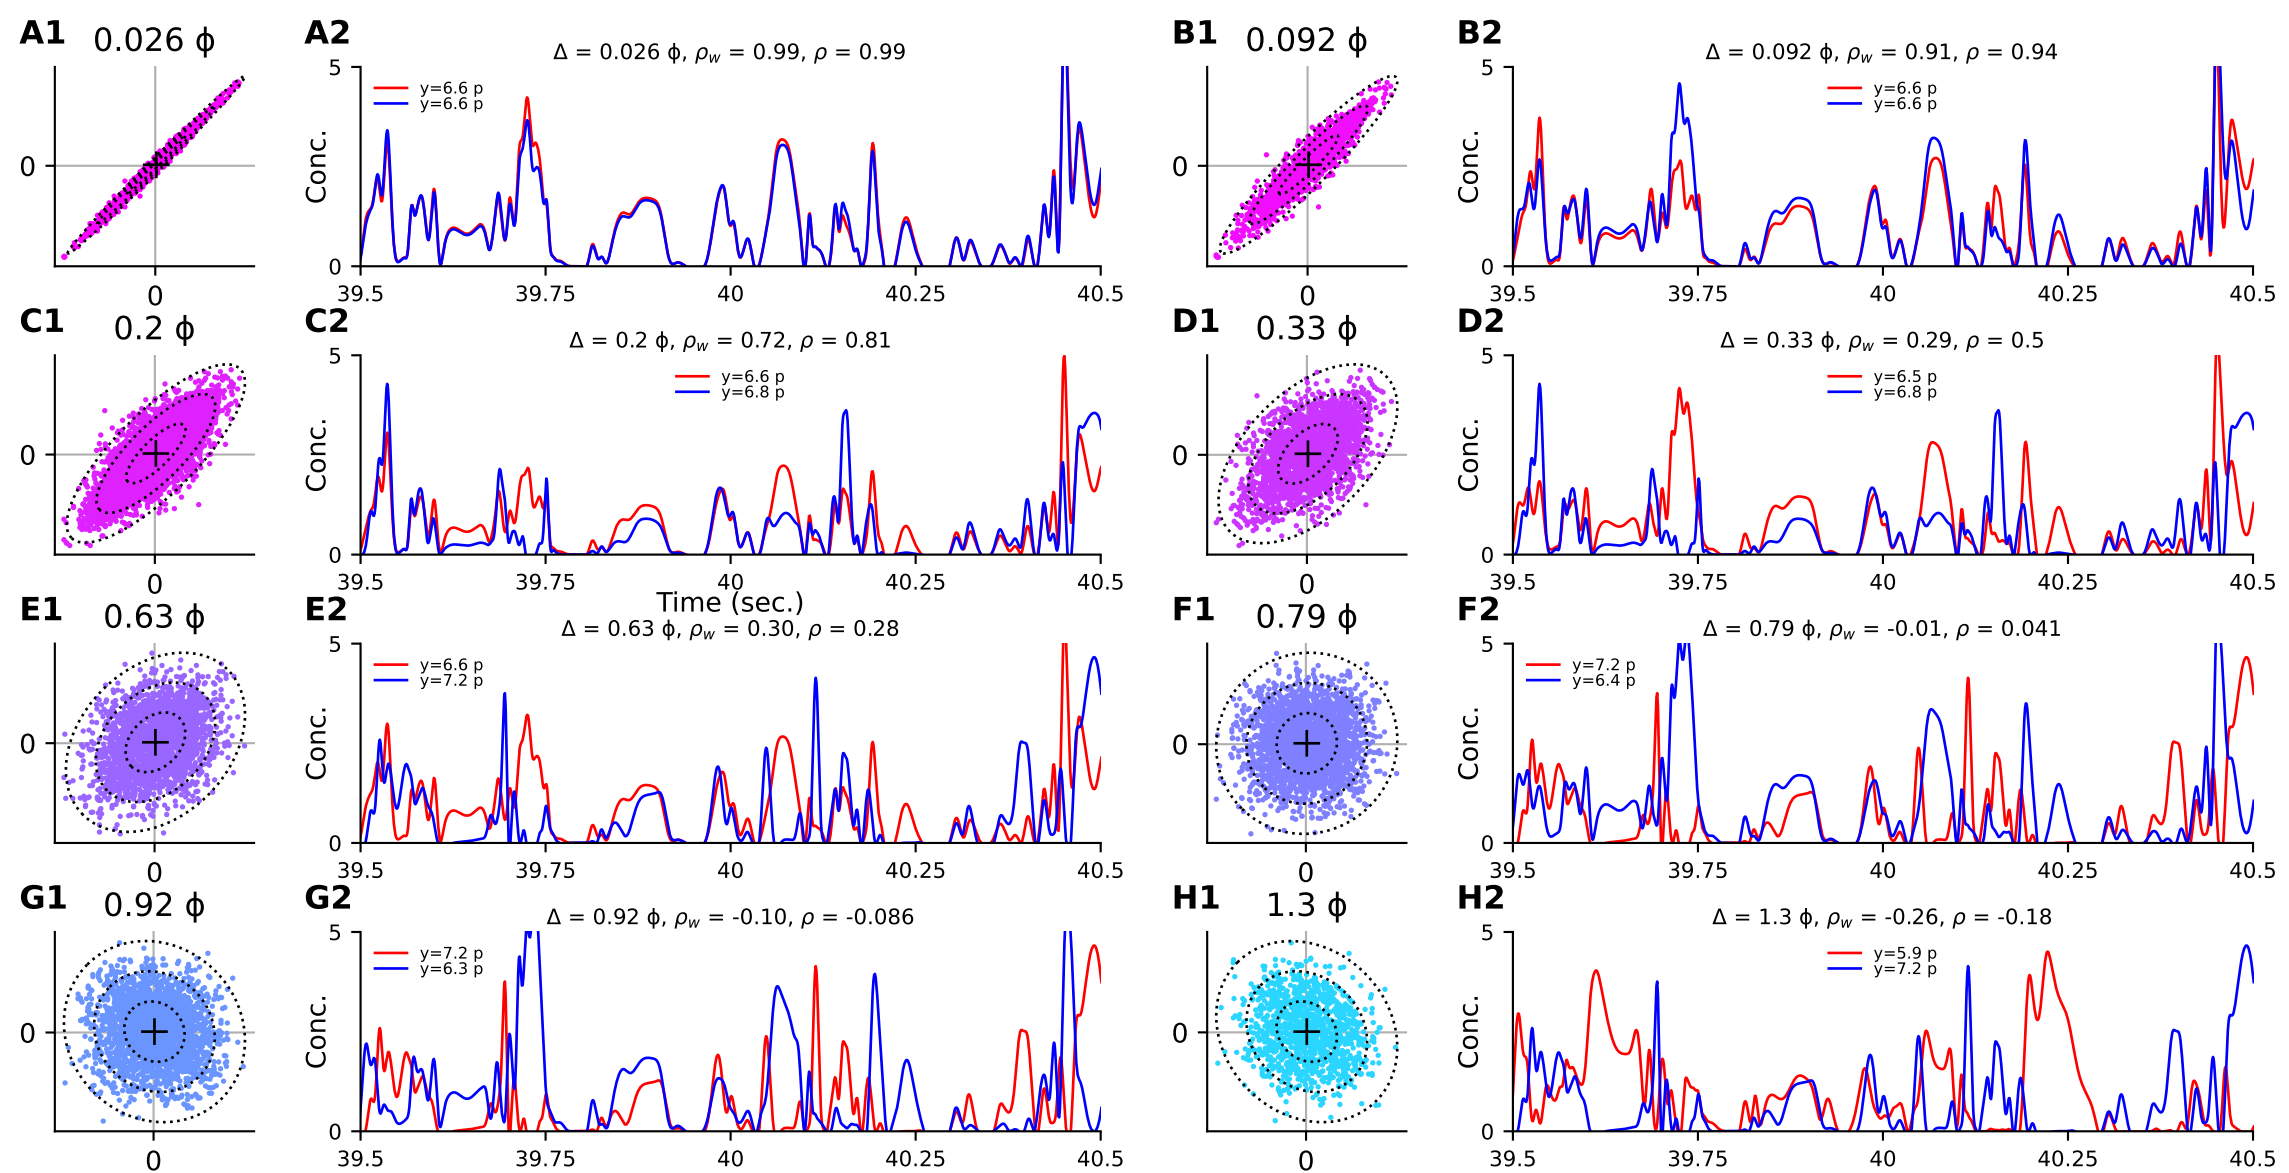 A1
0.026 ϕ
0
0
A2
Δ = 0.026 ϕ, ρw = 0.99, ρ = 0.99
5
y=6.6 p
y=6.6 p
Conc.
0
39.5 39.75 40 40.25 40.5
B1
0.092 ϕ
0
0
B2
Δ = 0.092 ϕ, ρw = 0.91, ρ = 0.94
5
y=6.6 p
y=6.6 p
Conc.
0
39.5 39.75 40 40.25 40.5
C1
0.2 ϕ
0
0
C2
Δ = 0.2 ϕ, ρw = 0.72, ρ = 0.81
5
y=6.6 p
y=6.8 p
Conc.
0
39.5 39.75 40 40.25 40.5
Time (sec.)
D1
0.33 ϕ
0
0
D2
Δ = 0.33 ϕ, ρw = 0.29, ρ = 0.5
5
y=6.5 p
y=6.8 p
Conc.
0
39.5 39.75 40 40.25 40.5
E1
0.63 ϕ
0
0
E2
Δ = 0.63 ϕ, ρw = 0.30, ρ = 0.28
5
y=6.6 p
y=7.2 p
Conc.
0
39.5 39.75 40 40.25 40.5
F1
0.79 ϕ
0
0
F2
Δ = 0.79 ϕ, ρw = -0.01, ρ = 0.041
5
y=7.2 p
y=6.4 p
Conc.
0
39.5 39.75 40 40.25 40.5
G1
0.92 ϕ
0
0
G2
Δ = 0.92 ϕ, ρw = -0.10, ρ = -0.086
5
y=7.2 p
y=6.3 p
Conc.
0
39.5 39.75 40 40.25 40.5
H1
1.3 ϕ
0
0
H2
Δ = 1.3 ϕ, ρw = -0.26, ρ = -0.18
5
y=5.9 p
y=7.2 p
Conc.
0
39.5 39.75 40 40.25 40.5